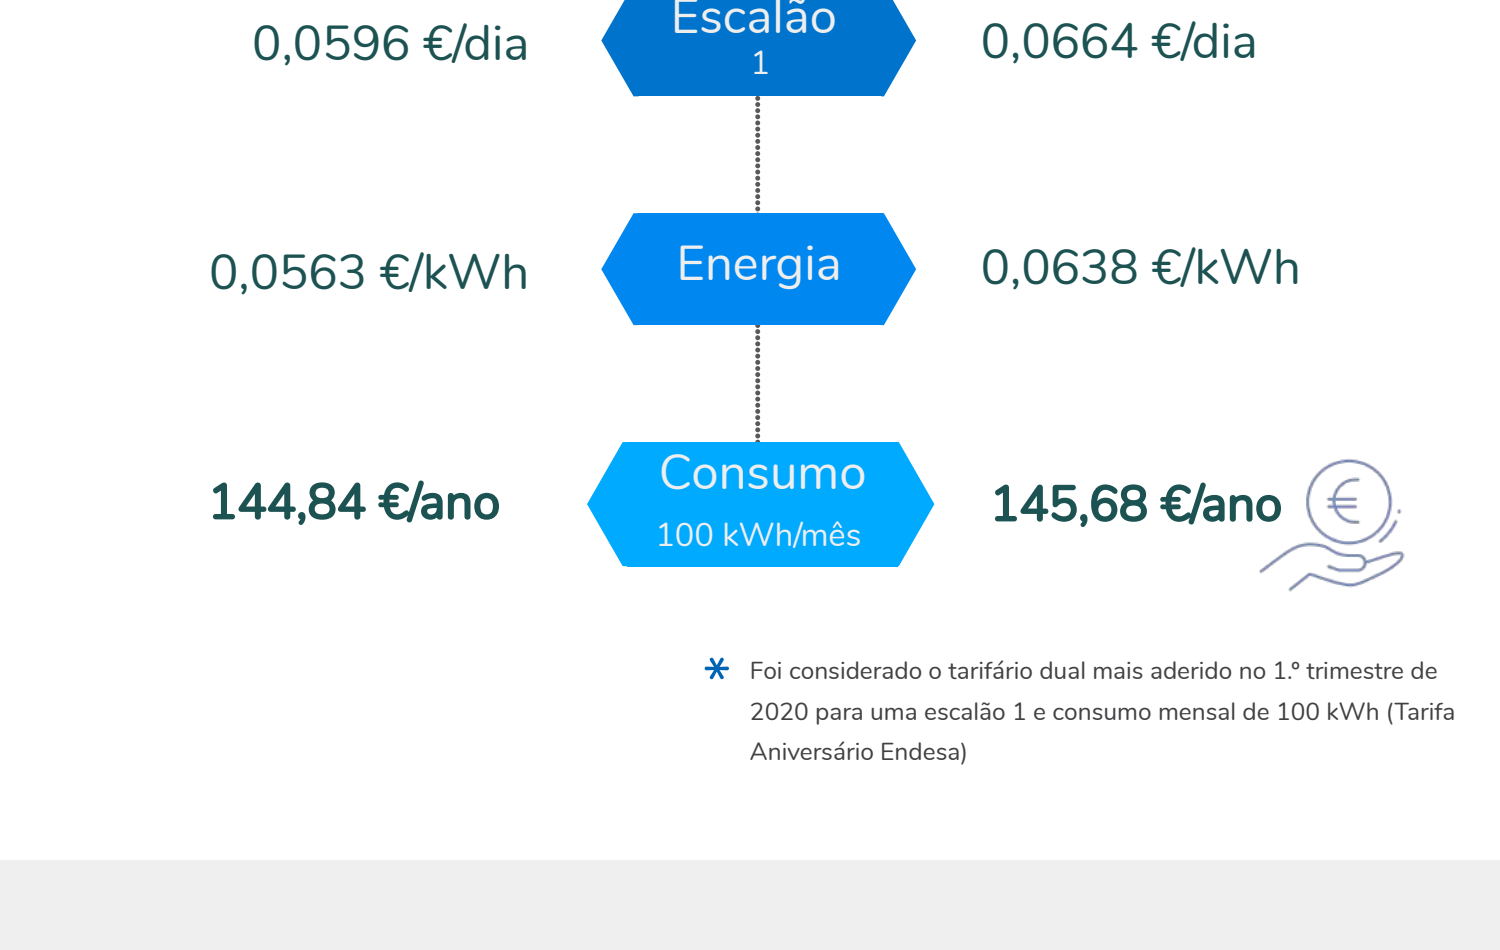 0,0596 €/dia
Escalão
1
0,0664 €/dia
0,0563 €/kWh
Energia
0,0638 €/kWh
144,84 €/ano
Consumo
100 kWh/mês
145,68 €/ano
* Foi considerado o tarifário dual mais aderido no 1.º trimestre de
2020 para uma escalão 1 e consumo mensal de 100 kWh (Tarifa
Aniversário Endesa)